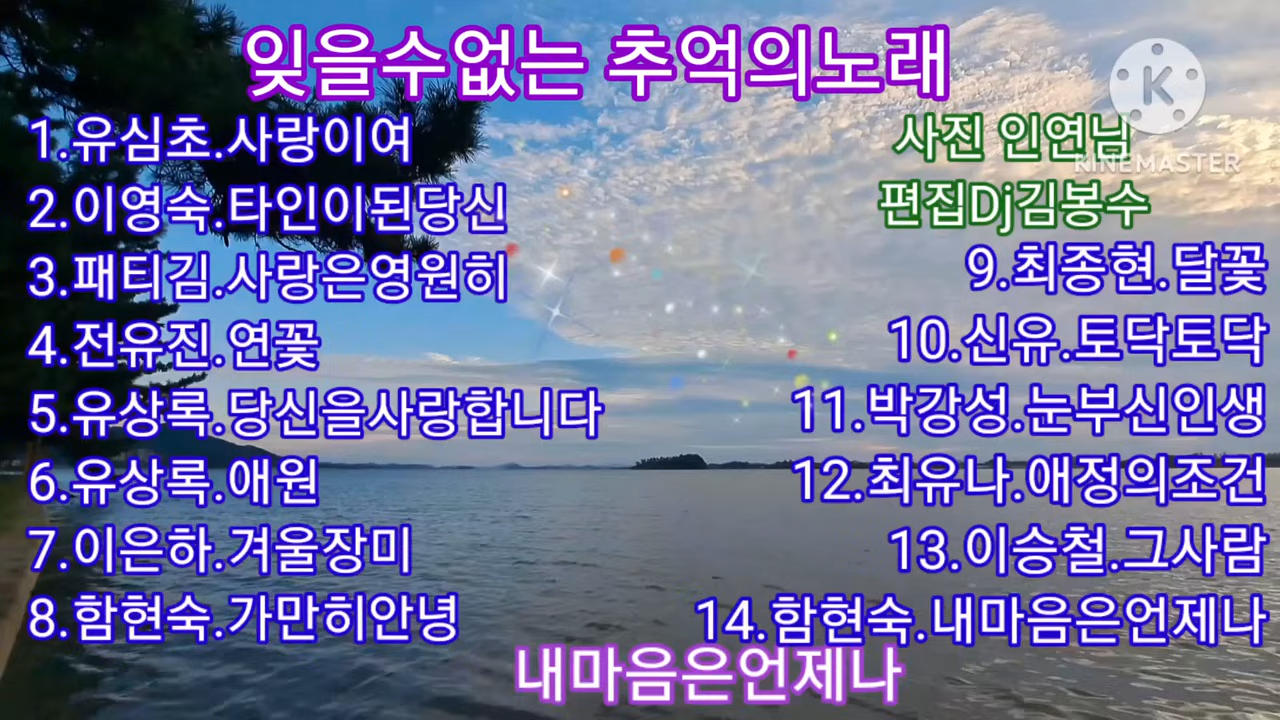 잊을수없는 추억의노래
1.유심초.사랑이여
2.이영숙.타인이된당신
3.패티김.사랑은영원히
4.전유진.연꽃
5.유상록.당신을사랑합니다
6.유상록.애원
7.이은하.겨울장미
8.함현숙.가만히안녕
K
KINEMASTER
사진 인연님
편집Dj김봉수
9.최종현.달꽃
10.신유.토닥토닥
11.박강성.눈부신인생
12.최유나.애정의조건
13.이승철.그사람
14.함현숙.내마음은언제나
내마음은언제나